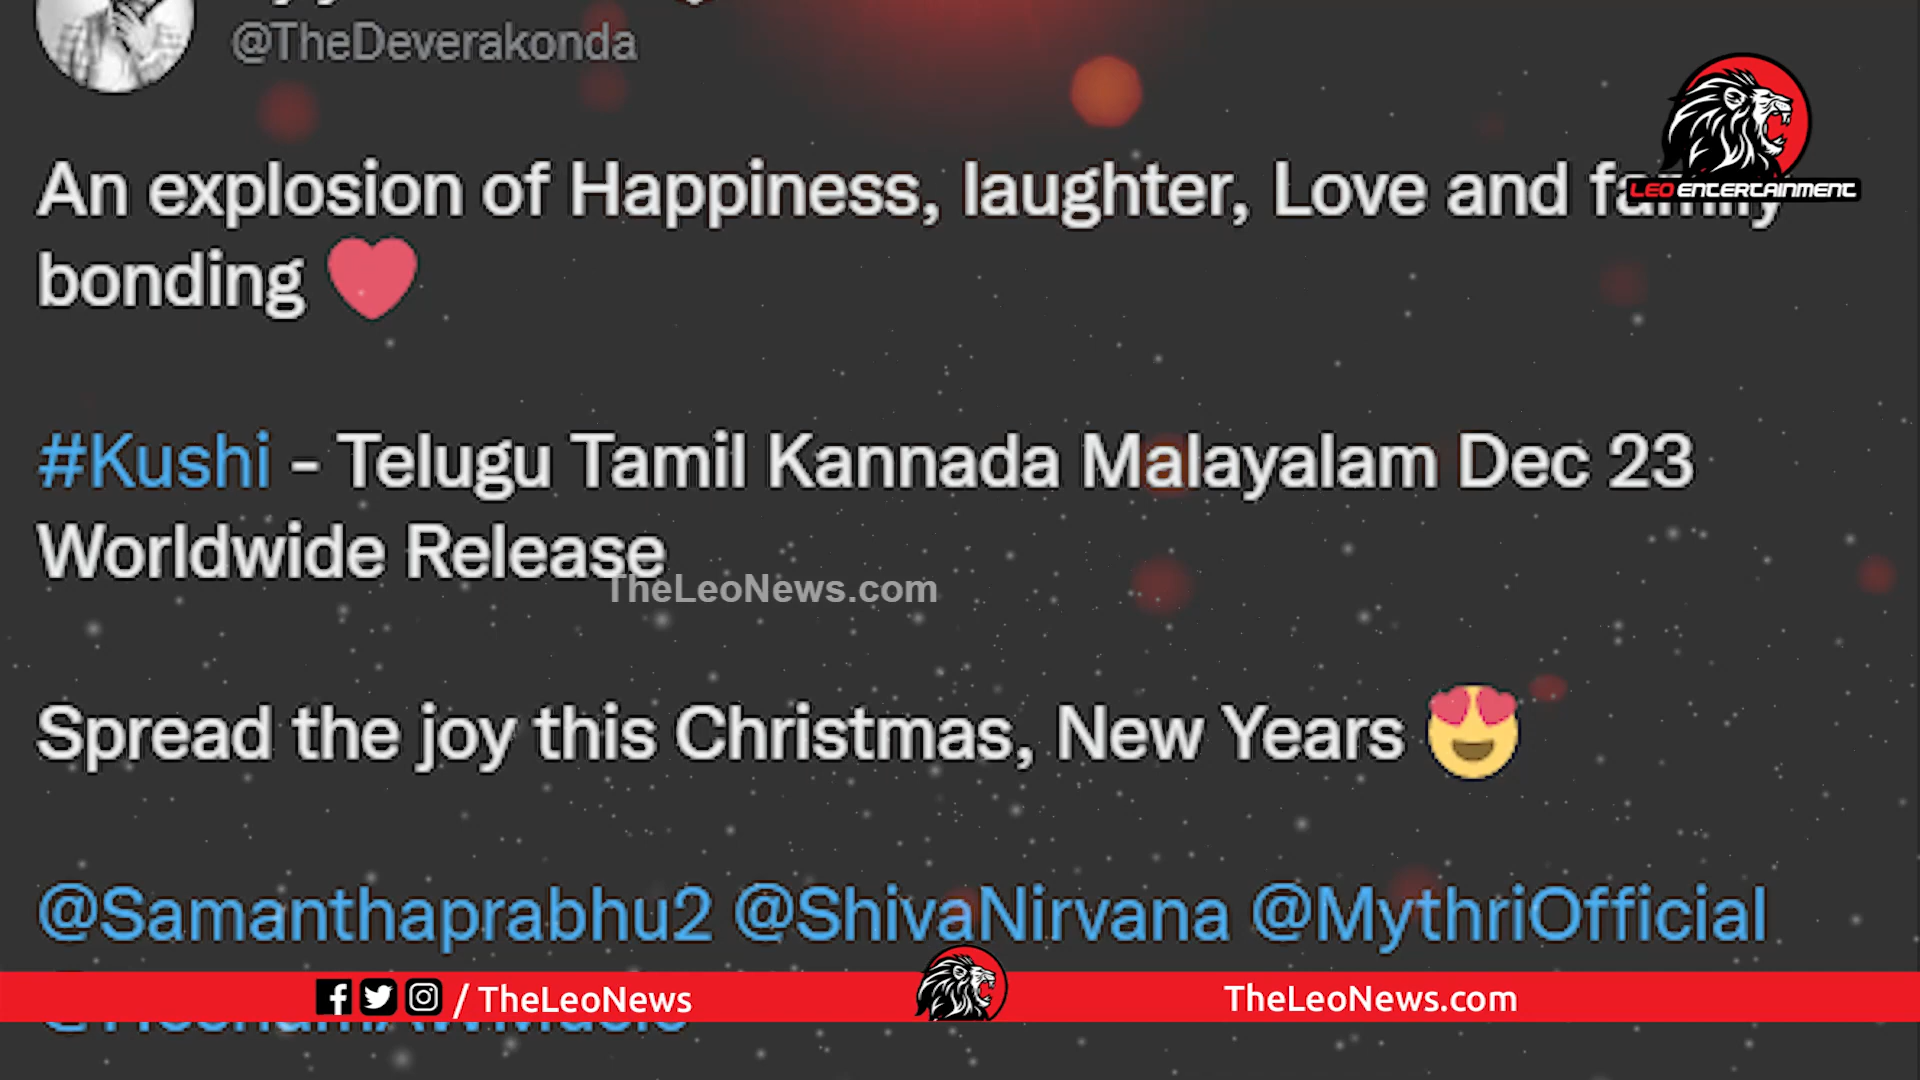 @TheDeverakonda
An explosion of Happiness, laughter, Love and family
LEO ENTERTAINMENT
bonding ❤
#Kushi - Telugu Tamil Kannada Malayalam Dec 23
Worldwide Release
TheLeoNews.com
Spread the joy this Christmas, New Years 😍
@Samanthaprabhu2 @ShivaNirvana @MythriOfficial
/ TheLeoNews
TheLeoNews.com